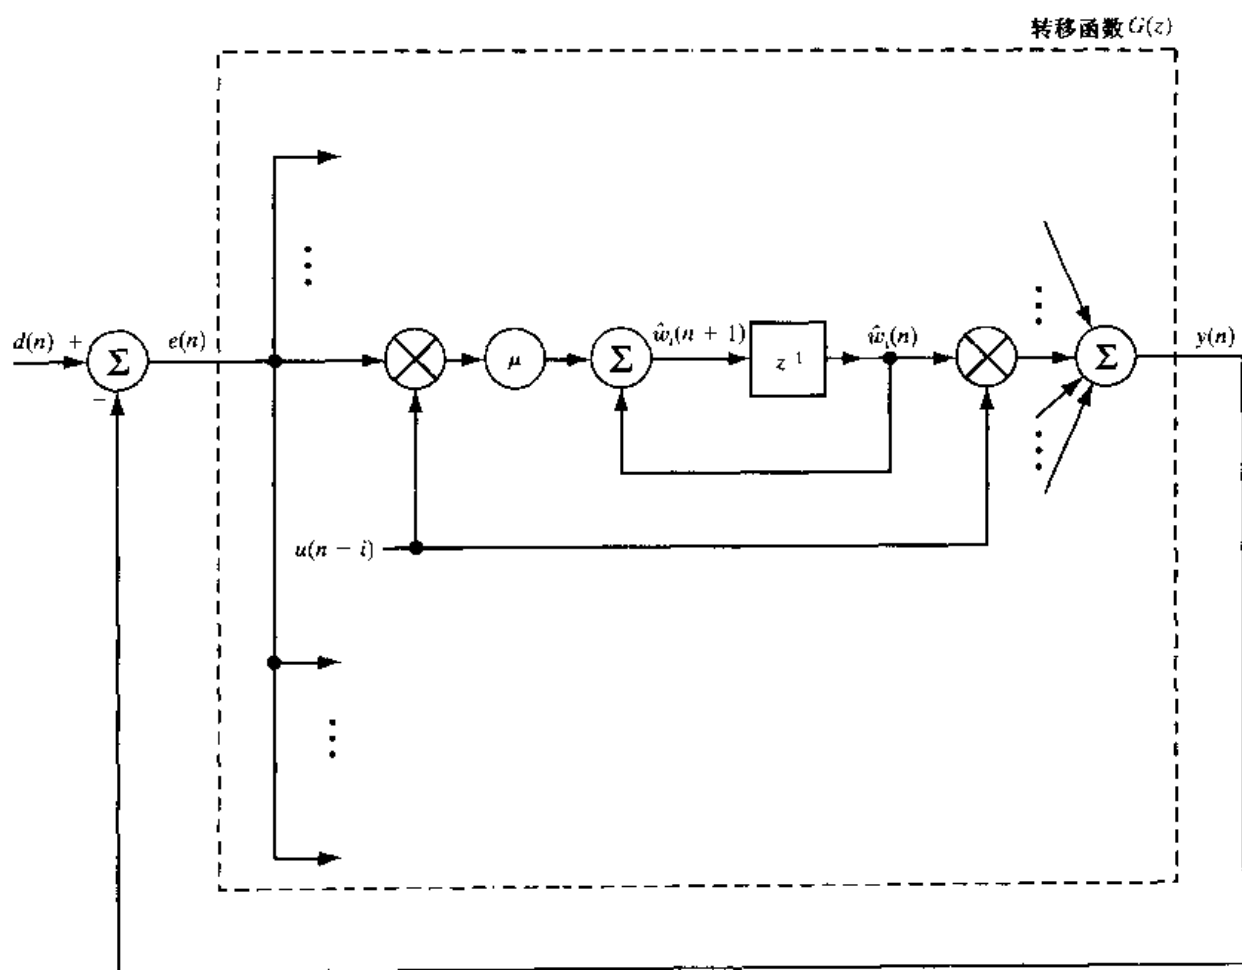 转移函数 G(z)
d(n) + Σ e(n) μ Σ ŵᵢ(n + 1) z⁻¹ ŵᵢ(n) Σ y(n)
−
u(n − i)